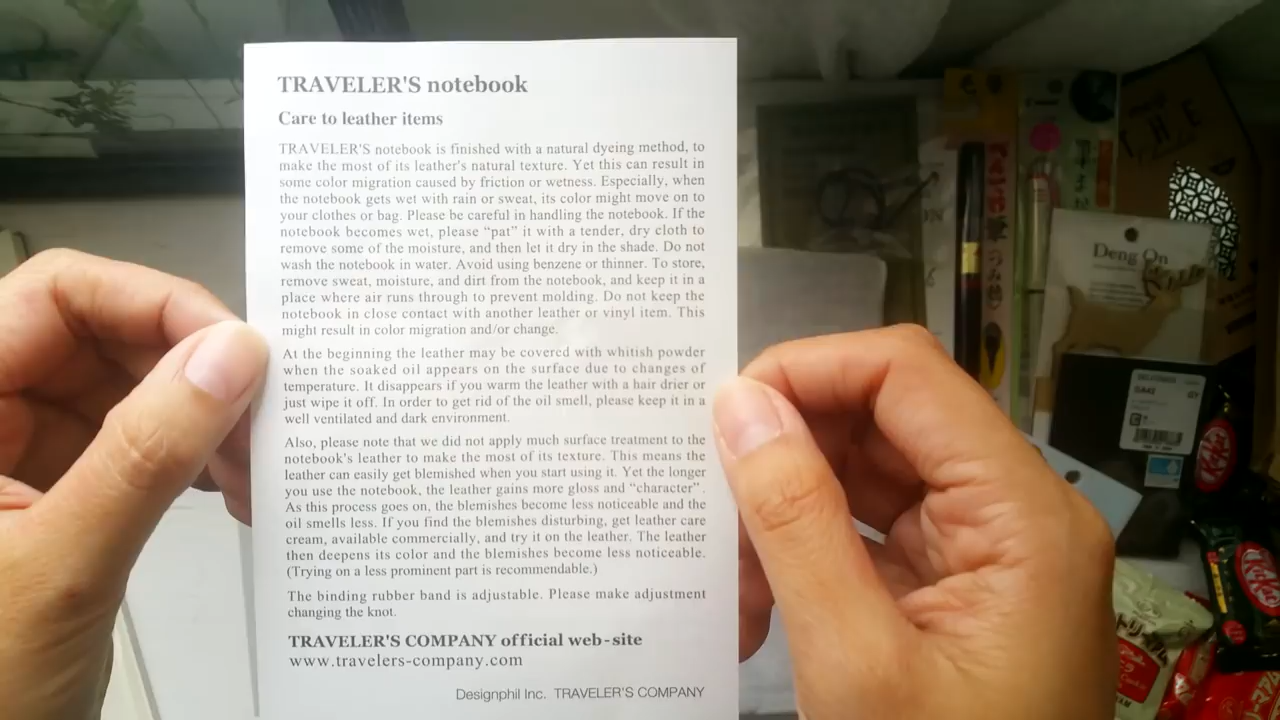 TRAVELER'S notebook
Care to leather items
TRAVELER'S notebook is finished with a natural dyeing method, to
make the most of its leather's natural texture. Yet this can result in
some color migration caused by friction or wetness. Especially, when
the notebook gets wet with rain or sweat, its color might move on to
your clothes or bag. Please be careful in handling the notebook. If the
notebook becomes wet, please “pat” it with a tender, dry cloth to
remove some of the moisture, and then let it dry in the shade. Do not
wash the notebook in water. Avoid using benzene or thinner. To store,
remove sweat, moisture, and dirt from the notebook, and keep it in a
place where air runs through to prevent molding. Do not keep the
notebook in close contact with another leather or vinyl item. This
might result in color migration and/or change.
At the beginning the leather may be covered with whitish powder
when the soaked oil appears on the surface due to changes of
temperature. It disappears if you warm the leather with a hair drier or
just wipe it off. In order to get rid of the oil smell, please keep it in a
well ventilated and dark environment.
Also, please note that we did not apply much surface treatment to the
notebook's leather to make the most of its texture. This means the
leather can easily get blemished when you start using it. Yet the longer
you use the notebook, the leather gains more gloss and “character”.
As this process goes on, the blemishes become less noticeable and the
oil smells less. If you find the blemishes disturbing, get leather care
cream, available commercially, and try it on the leather. The leather
then deepens its color and the blemishes become less noticeable.
(Trying on a less prominent part is recommendable.)
The binding rubber band is adjustable. Please make adjustment
changing the knot.
TRAVELER'S COMPANY official web-site
www.travelers-company.com
Designphil Inc. TRAVELER'S COMPANY
THE
Deng On
KitKat
KitKat